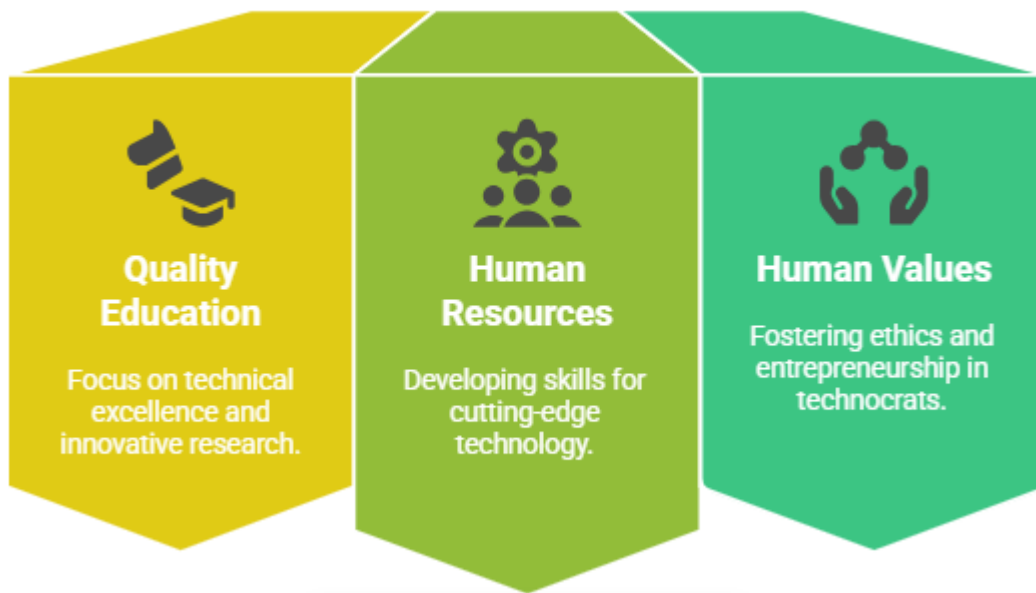 Quality
Education
Focus on technical
excellence and
innovative research.
Human
Resources
Developing skills for
cutting-edge
technology.
Human Values
Fostering ethics and
entrepreneurship in
technocrats.